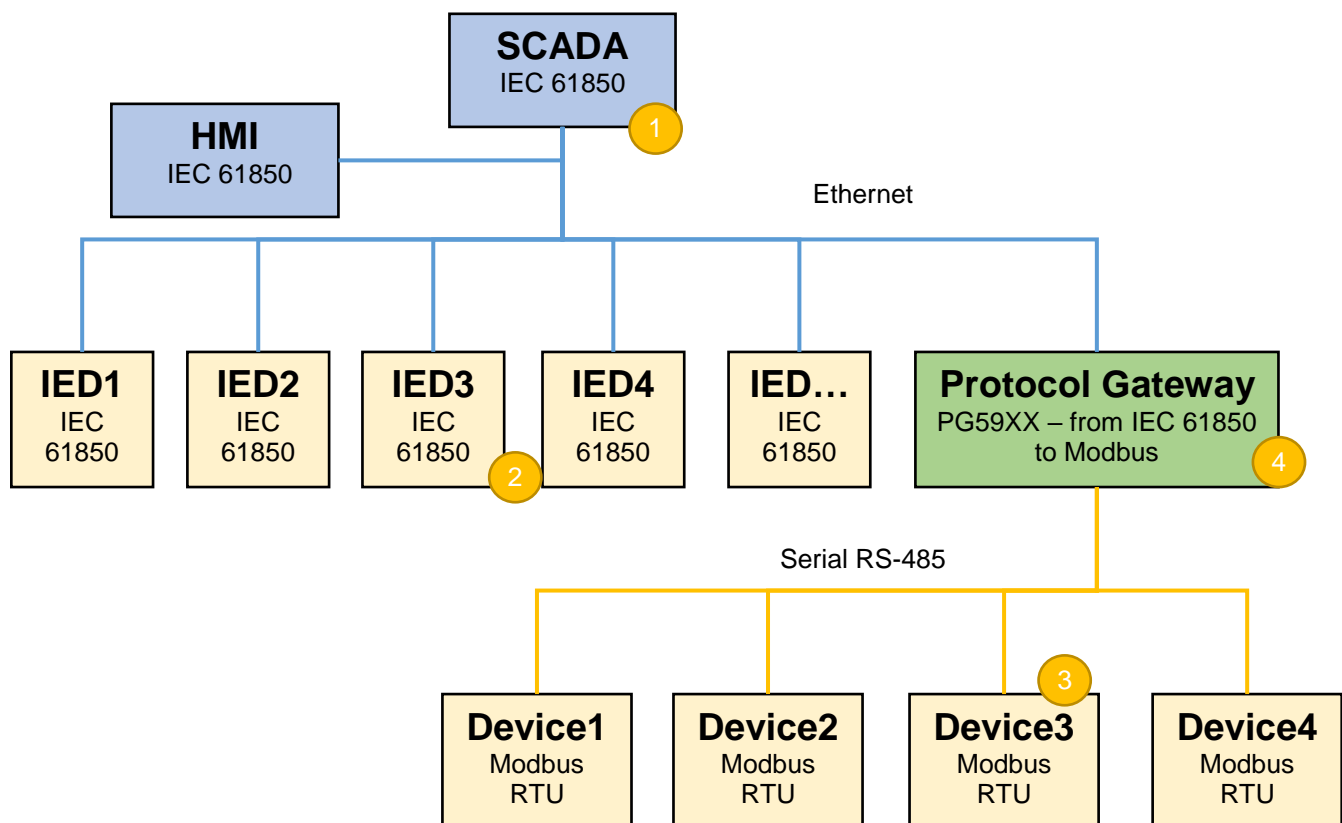 SCADA
IEC 61850
1
HMI
IEC 61850
Ethernet
IED1
IEC
61850
IED2
IEC
61850
IED3
IEC
61850
2
IED4
IEC
61850
IED…
IEC
61850
Protocol Gateway
PG59XX – from IEC 61850
to Modbus
4
Serial RS-485
3
Device1
Modbus
RTU
Device2
Modbus
RTU
Device3
Modbus
RTU
Device4
Modbus
RTU